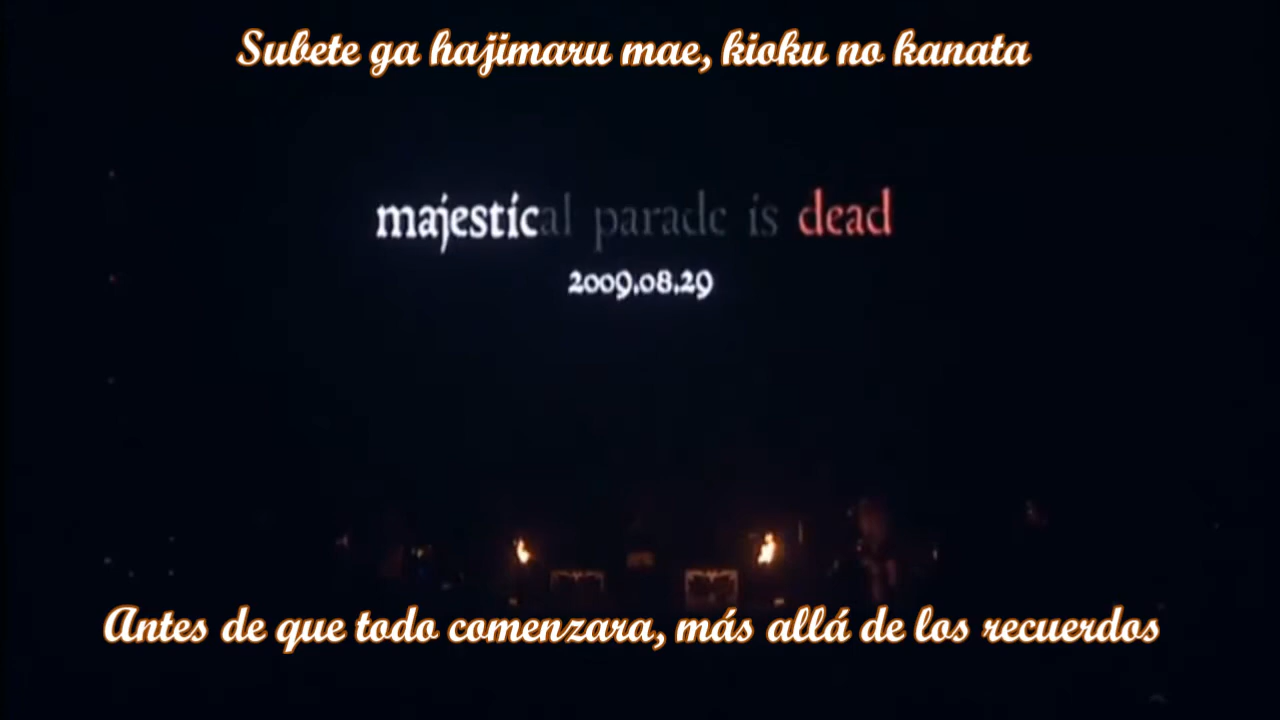 Subete ga hajimaru mae, kioku no kanata
majestical parade is dead
2009.08.29
Antes de que todo comenzara, más allá de los recuerdos